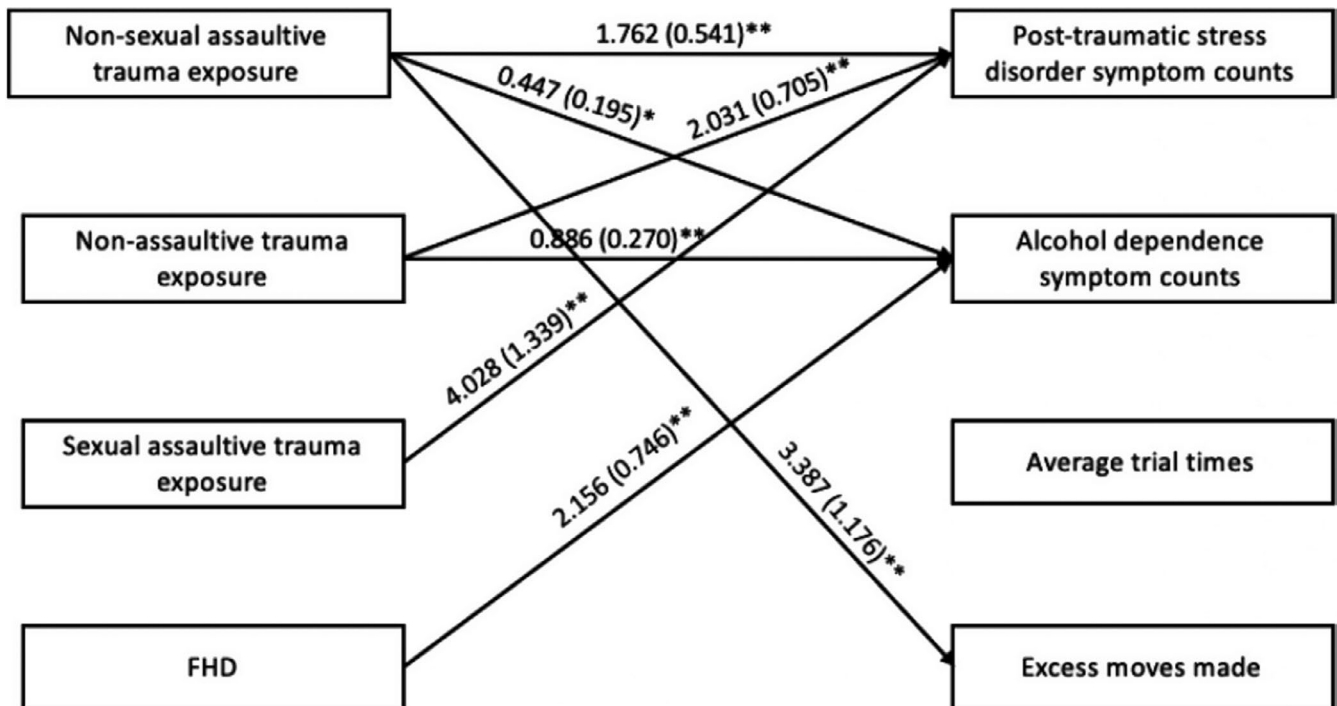 Non-sexual assaultive
trauma exposure
1.762 (0.541)**
Post-traumatic stress
disorder symptom counts
0.447 (0.195)*
2.031 (0.705)**
Non-assaultive trauma
exposure
0.886 (0.270)**
Alcohol dependence
symptom counts
4.028 (1.339)**
Sexual assaultive trauma
exposure
2.156 (0.746)**
3.387 (1.176)**
Average trial times
FHD
Excess moves made